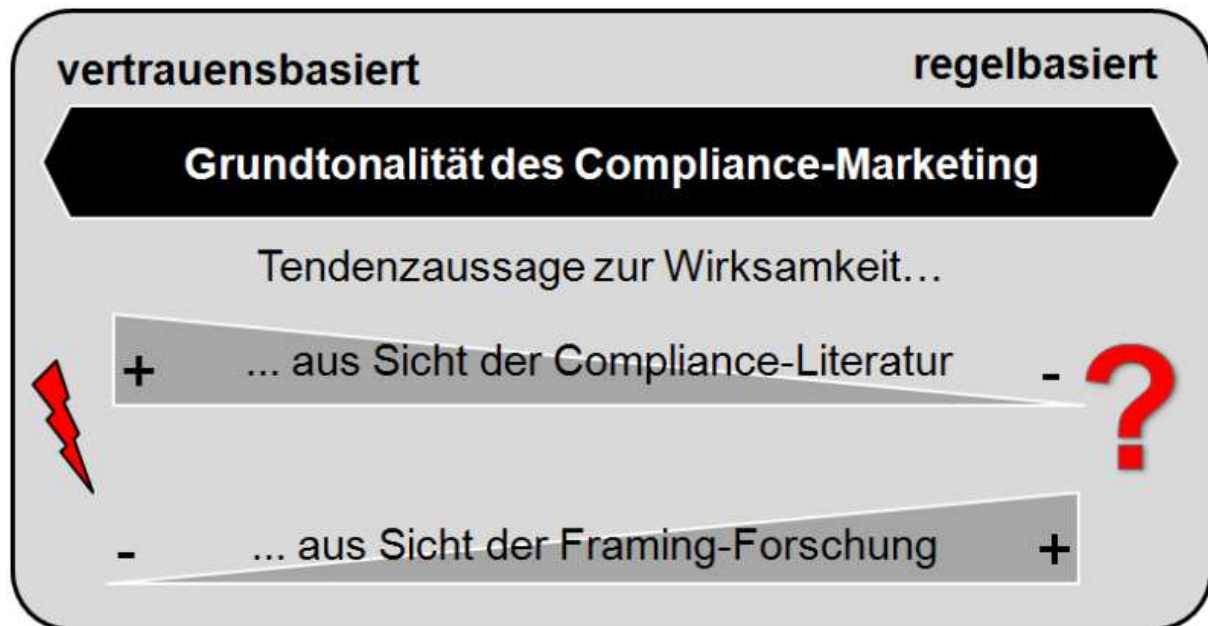 vertrauensbasiert
regelbasiert
Grundtonalität des Compliance-Marketing
Tendenzaussage zur Wirksamkeit...
+ ... aus Sicht der Compliance-Literatur -
?
- ... aus Sicht der Framing-Forschung +